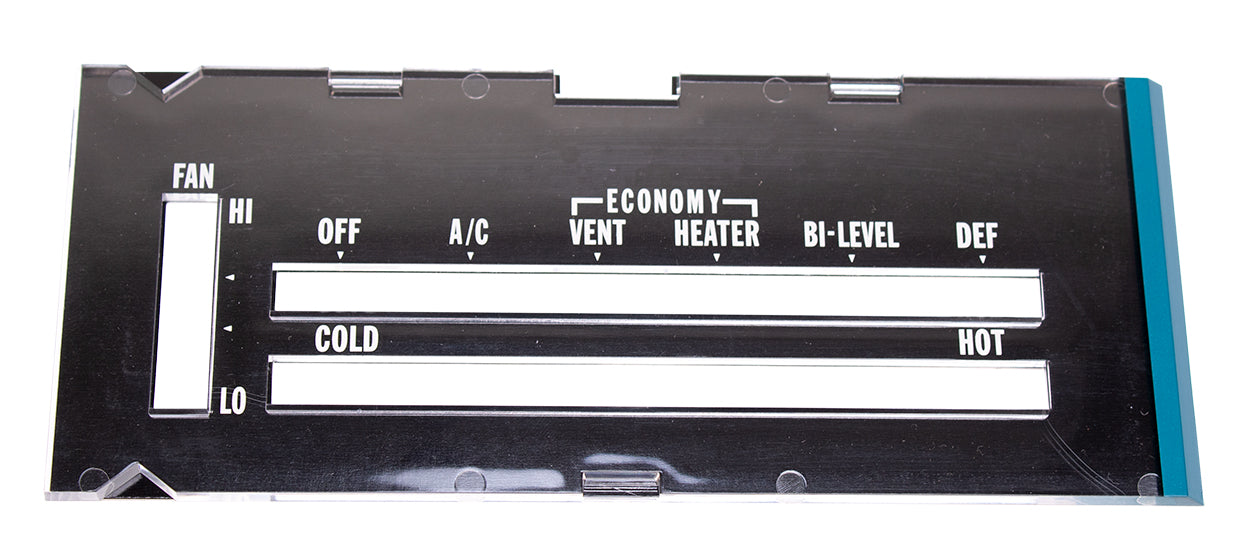 FAN
HI
ECONOMY
OFF A/C VENT HEATER BI-LEVEL DEF
COLD HOT
LO